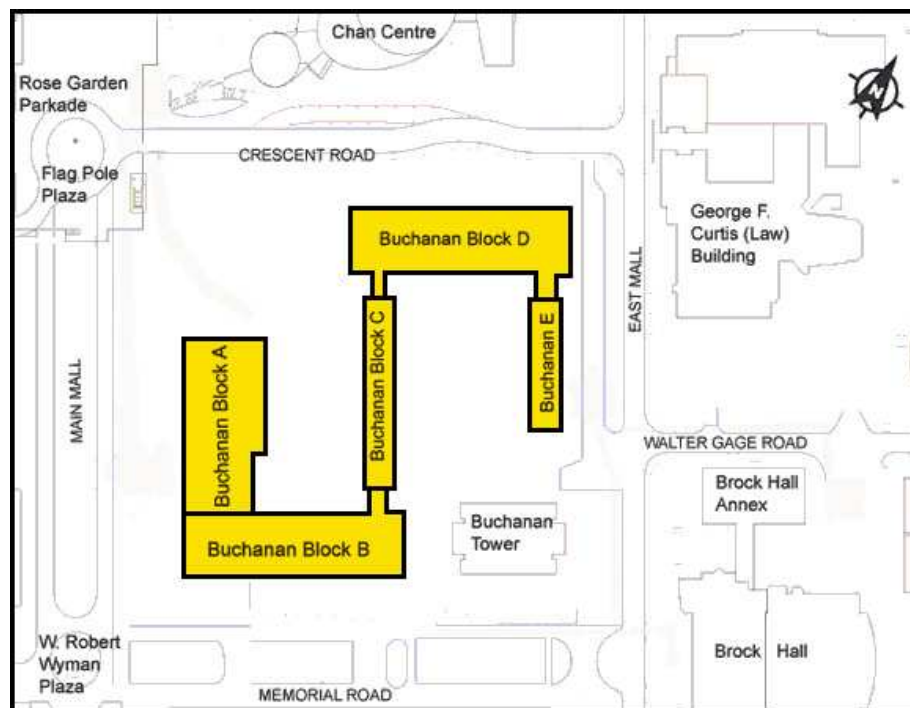 Chan Centre
Rose Garden
Parkade
CRESCENT ROAD
Flag Pole
Plaza
N
Buchanan Block D
George F.
Curtis (Law)
Building
EAST MALL
Buchanan Block C
Buchanan E
Buchanan Block A
MAIN MALL
WALTER GAGE ROAD
Brock Hall
Annex
Buchanan
Tower
Buchanan Block B
W. Robert
Wyman
Plaza
Brock Hall
MEMORIAL ROAD